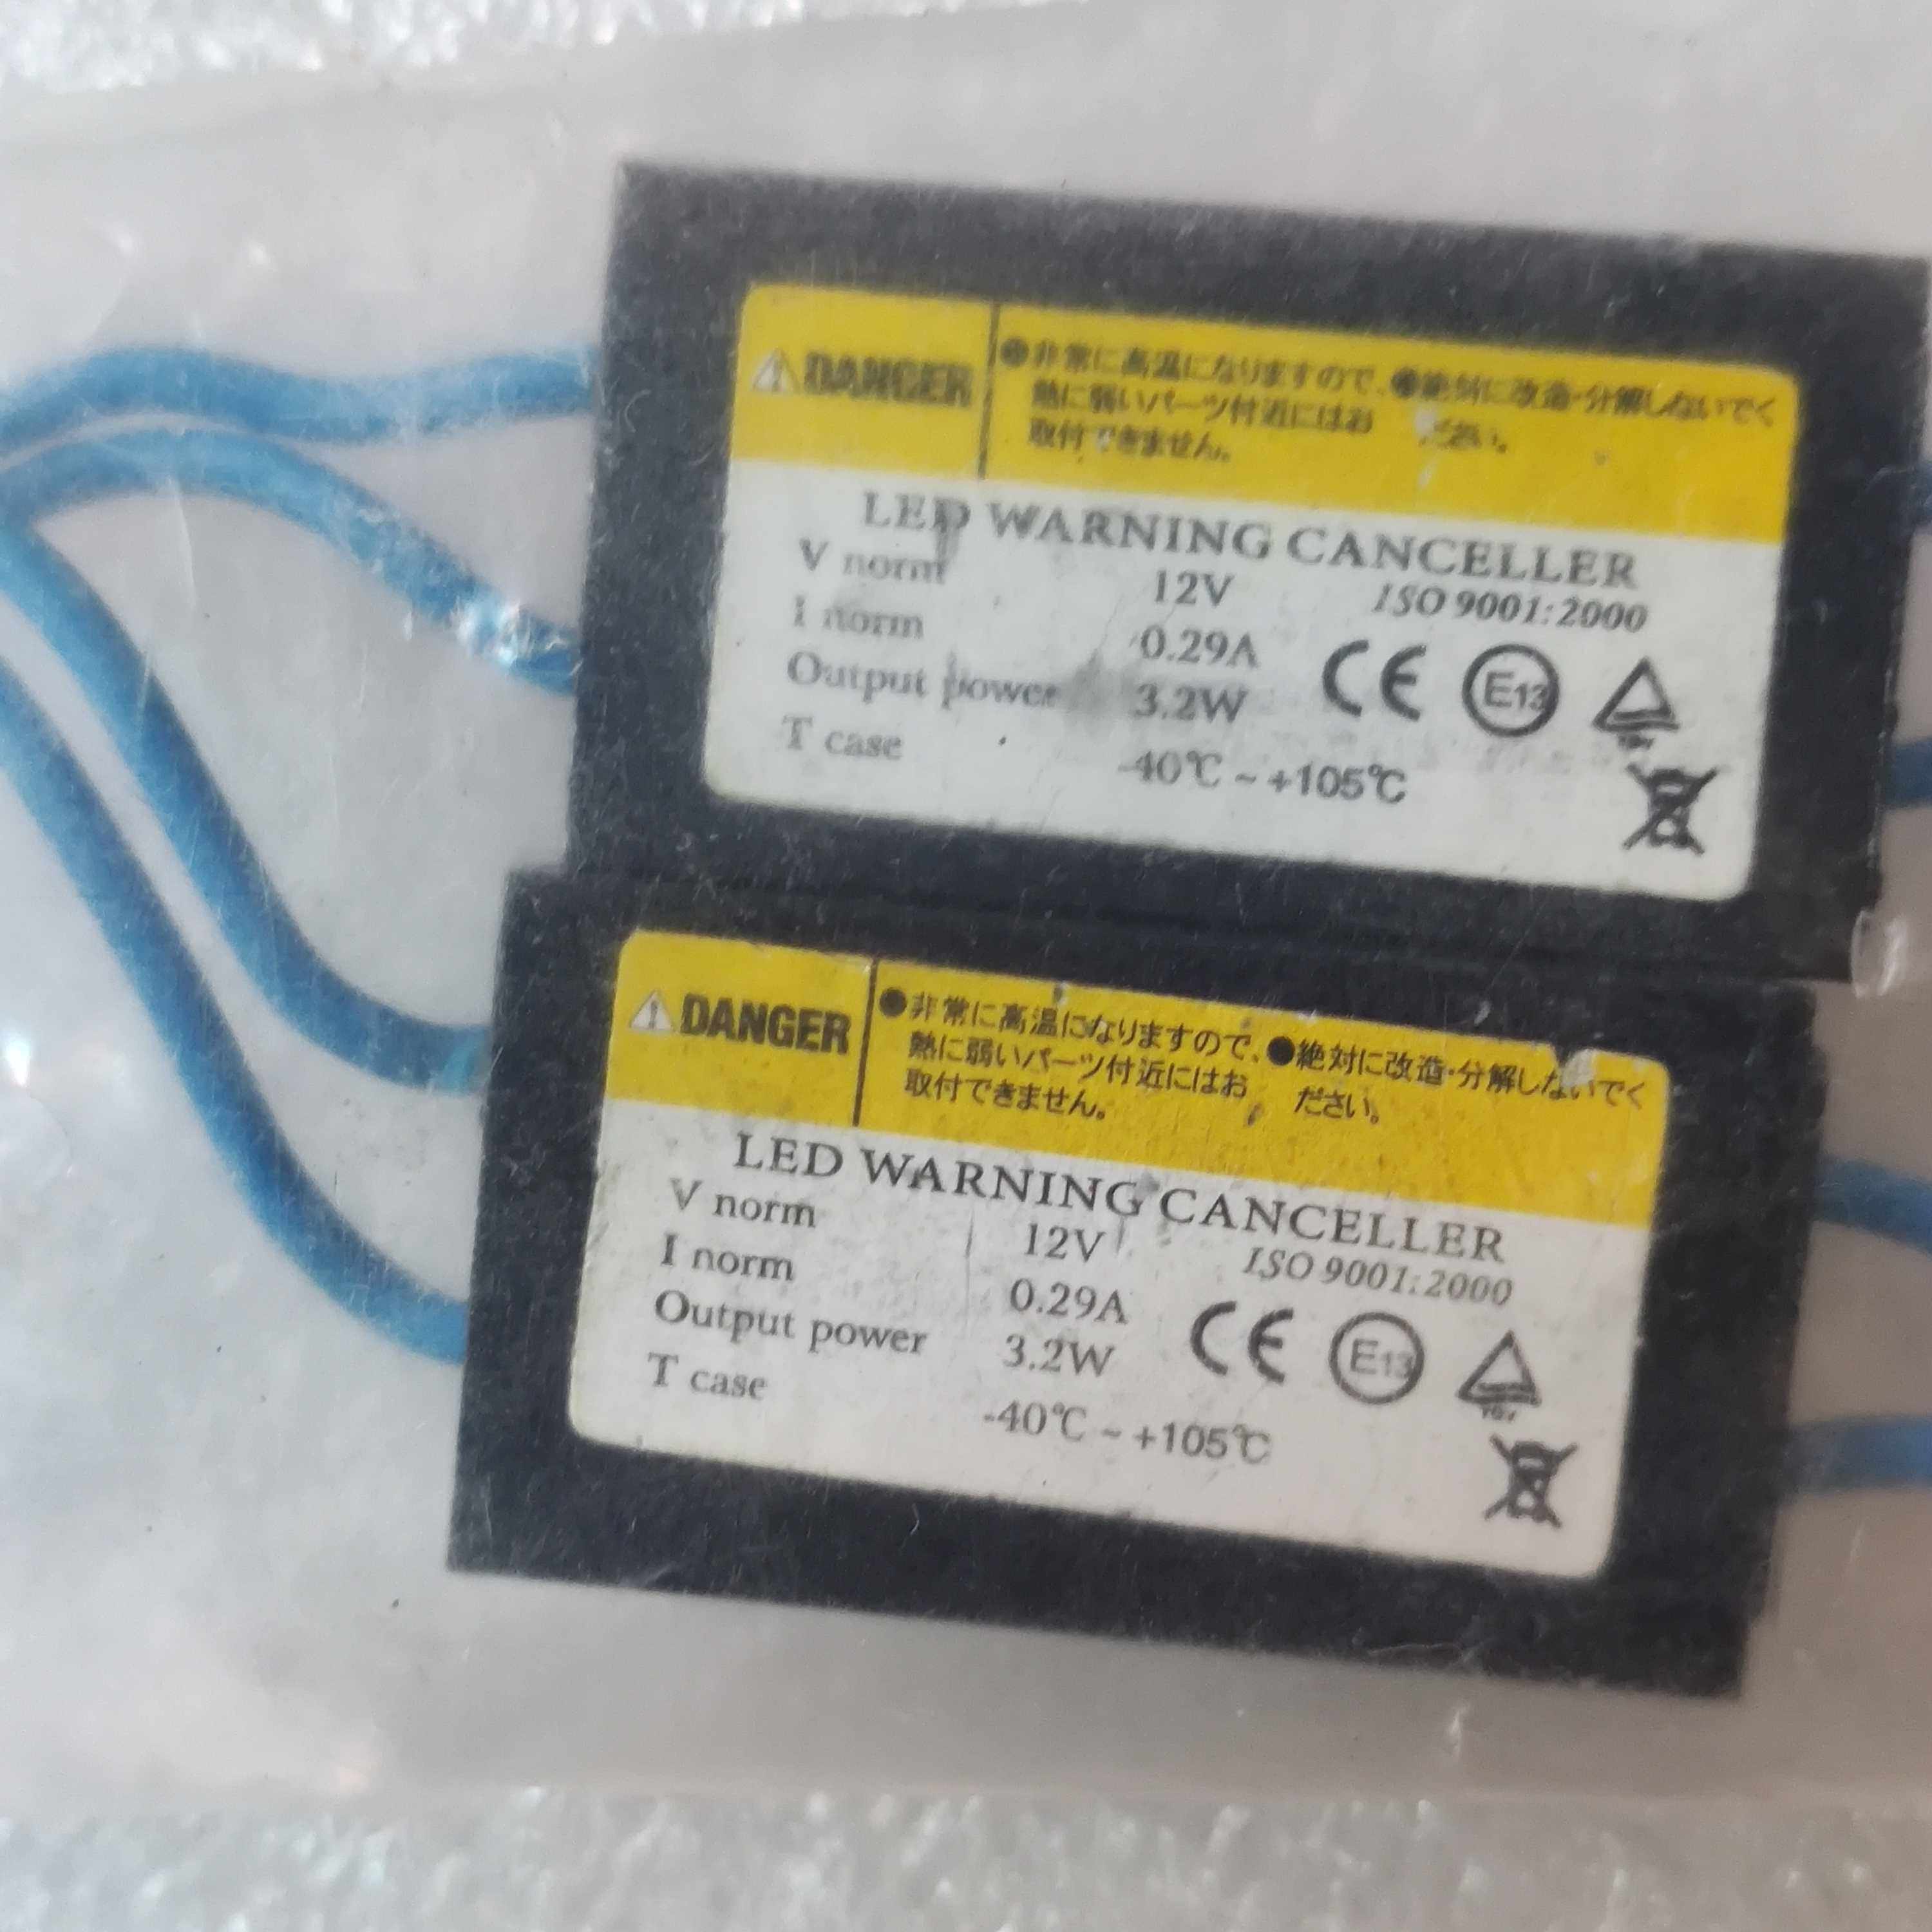 DANGER
●非常に高温になりますので、
熱に弱いパーツ付近にはお
取付できません。
●絶対に改造・分解しないでく
ださい。
LED WARNING CANCELLER
V norm 12V
ISO 9001:2000
I norm 0.29A
Output power 3.2W
CE E13
T case -40℃ ~ +105℃
DANGER
●非常に高温になりますので、
熱に弱いパーツ付近にはお
取付できません。
●絶対に改造・分解しないでく
ださい。
LED WARNING CANCELLER
V norm 12V
ISO 9001:2000
I norm 0.29A
Output power 3.2W
CE E13
T case -40℃ ~ +105℃